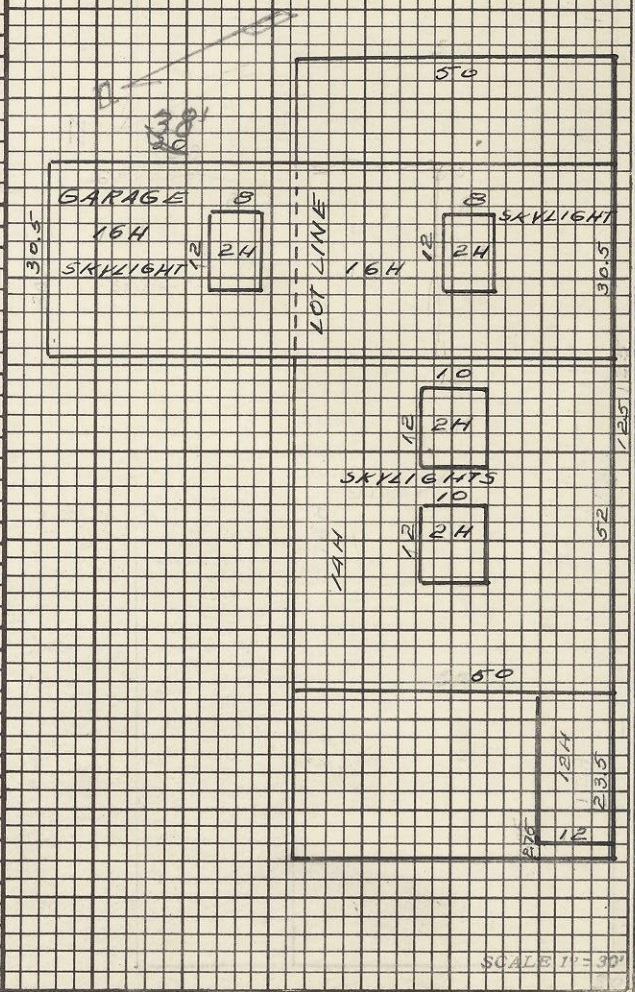 50
38'
GARAGE 8
16H
SKYLIGHT 12 2H
30.5
LOT LINE
8
SKYLIGHT
12 2H
16H
30.5
10
12 2H
SKYLIGHTS
10
12 2H
14H
125
52
50
12H
23.5
12
SCALE 1" = 30'